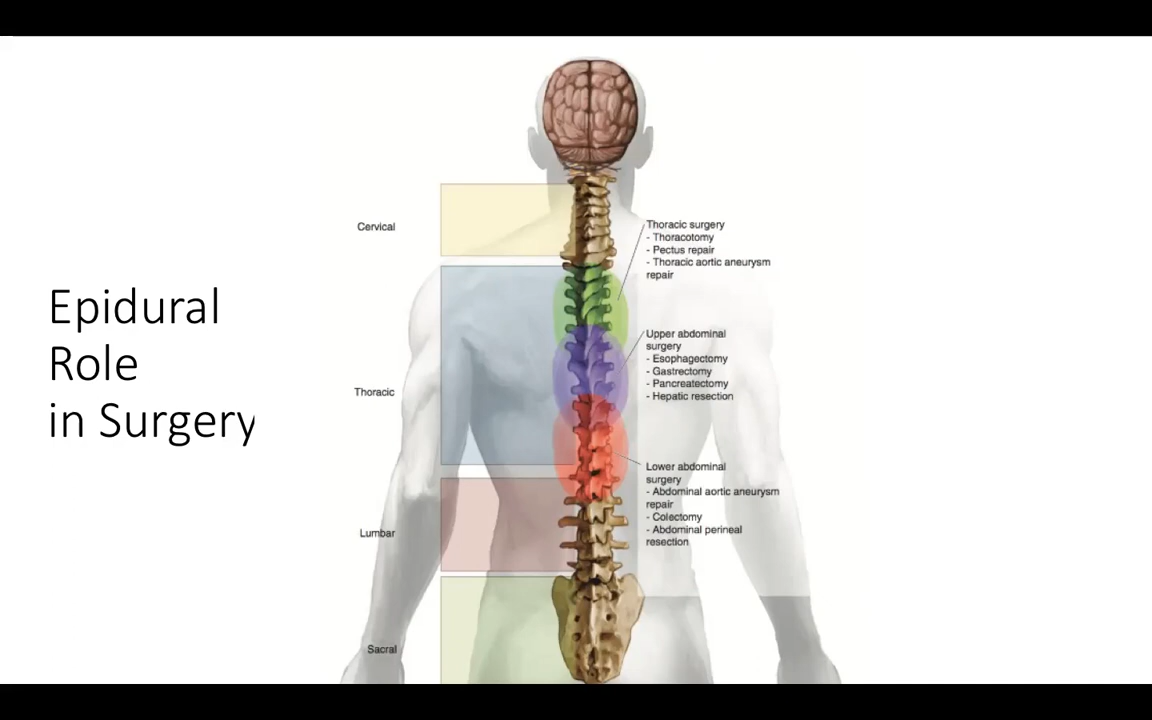 Epidural
Role
in Surgery
Cervical
Thoracic
Lumbar
Sacral
Thoracic surgery
- Thoracotomy
- Pectus repair
- Thoracic aortic aneurysm
repair
Upper abdominal
surgery
- Esophagectomy
- Gastrectomy
- Pancreatectomy
- Hepatic resection
Lower abdominal
surgery
- Abdominal aortic aneurysm
repair
- Colectomy
- Abdominal perineal
resection